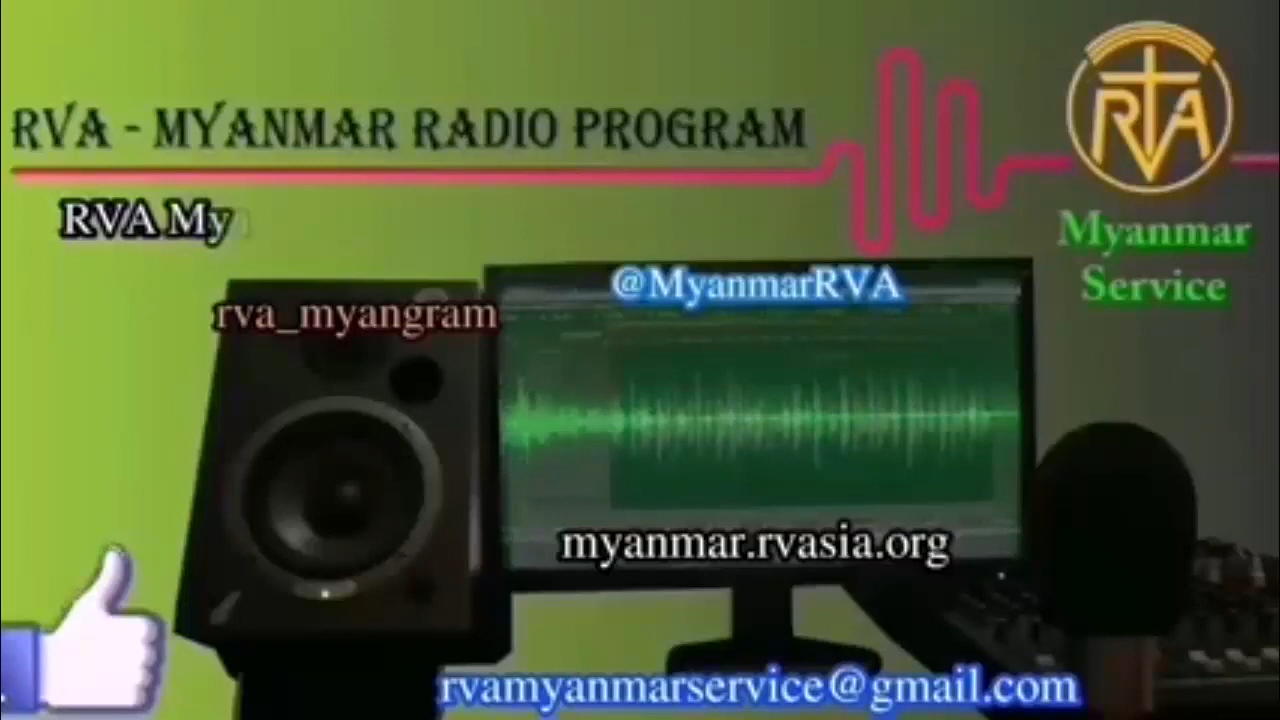 RVA - MYANMAR RADIO PROGRAM
RVA
Myanmar
Service
RVA My
@MyanmarRVA
rva_myangram
myanmar.rvasia.org
rvamyanmarservice@gmail.com